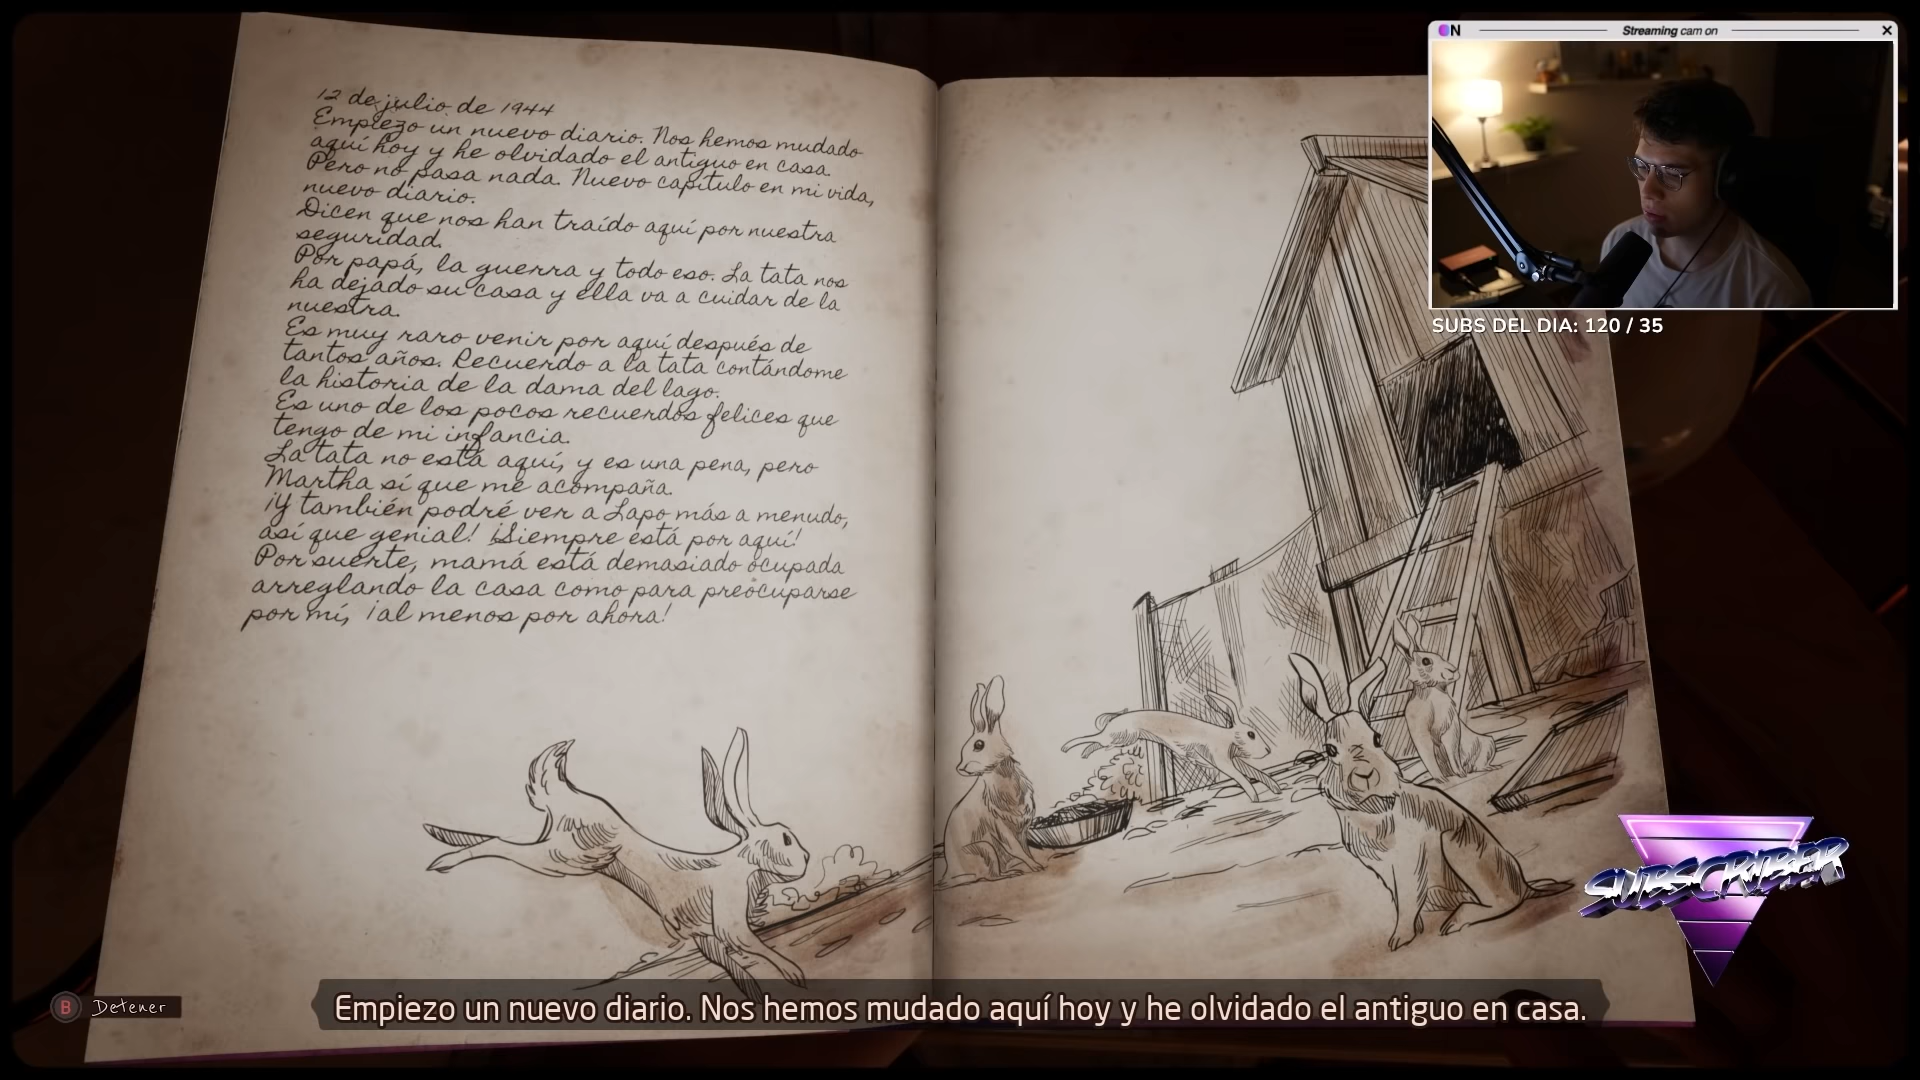 ON
Streaming cam on
12 de julio de 1944
Empiezo un nuevo diario. Nos hemos mudado
aquí hoy y he olvidado el antiguo en casa.
Pero no pasa nada. Nuevo capítulo en mi vida,
nuevo diario.
Dicen que nos han traído aquí por nuestra
seguridad.
Por papá, la guerra y todo eso. La tata nos
ha dejado su casa y ella va a cuidar de la
nuestra.
Es muy raro venir por aquí después de
tantos años. Recuerdo a la tata contándome
la historia de la dama del lago.
Es uno de los pocos recuerdos felices que
tengo de mi infancia.
La tata no está aquí, y es una pena, pero
Martha sí que me acompaña.
¡Y también podré ver a Lapo más a menudo,
así que genial! ¡Siempre está por aquí!
Por suerte, mamá está demasiado ocupada
arreglando la casa como para preocuparse
por mí, ¡al menos por ahora!
SUBS DEL DIA: 120 / 35
SUBSCRIBER
B Detener
Empiezo un nuevo diario. Nos hemos mudado aquí hoy y he olvidado el antiguo en casa.